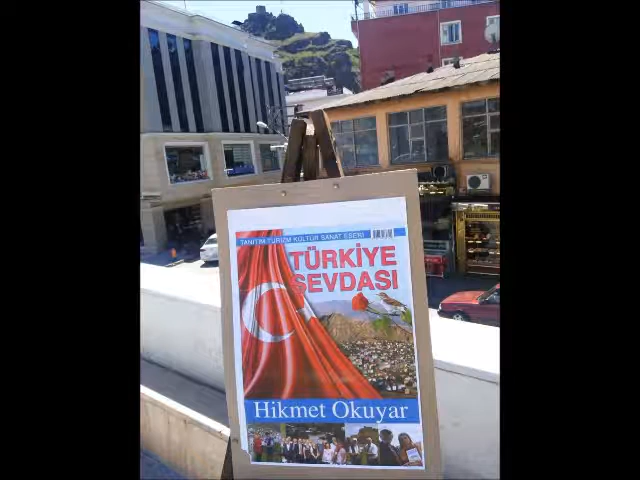 TANITIM TURİZM KÜLTÜR SANAT ESERİ
TÜRKİYE
SEVDASI
Hikmet Okuyar